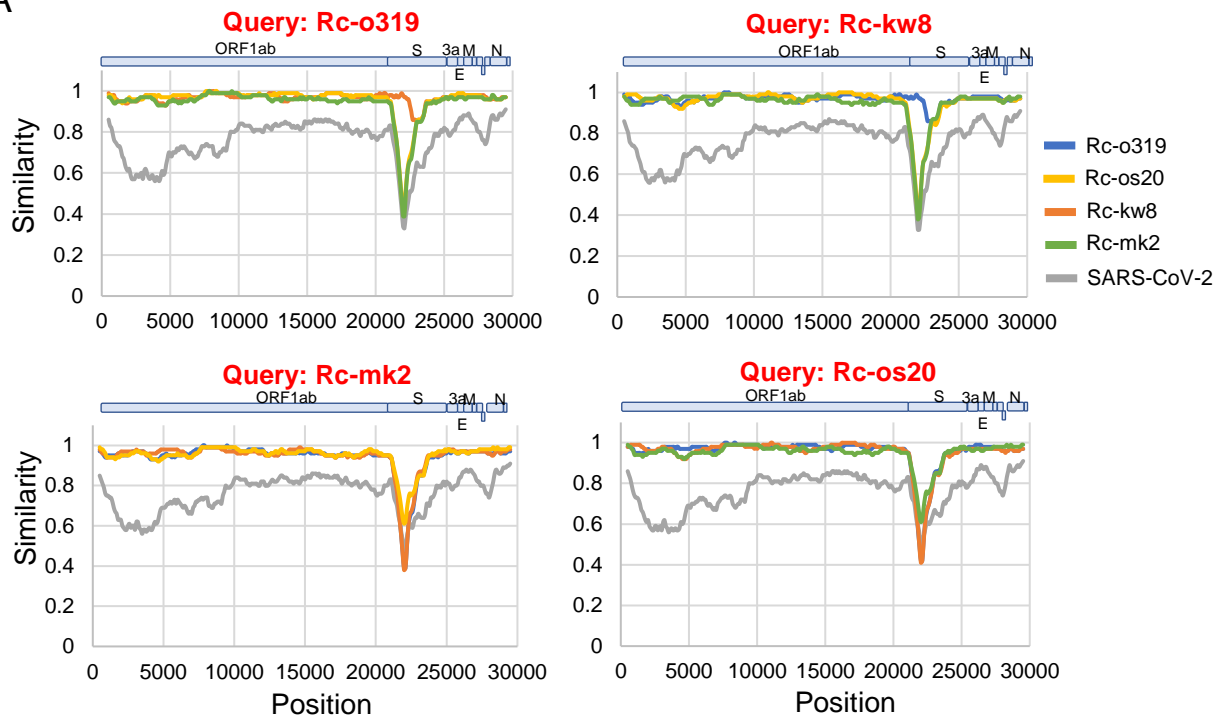 A
Query: Rc-o319
ORF1ab S 3a M N
E
Similarity
1
0.8
0.6
0.4
0.2
0
0 5000 10000 15000 20000 25000 30000
Query: Rc-kw8
ORF1ab S 3a M N
E
1
0.8
0.6
0.4
0.2
0
0 5000 10000 15000 20000 25000 30000
Rc-o319
Rc-os20
Rc-kw8
Rc-mk2
SARS-CoV-2
Query: Rc-mk2
ORF1ab S 3a M N
E
Similarity
1
0.8
0.6
0.4
0.2
0
0 5000 10000 15000 20000 25000 30000
Position
Query: Rc-os20
ORF1ab S 3a M N
E
1
0.8
0.6
0.4
0.2
0
0 5000 10000 15000 20000 25000 30000
Position